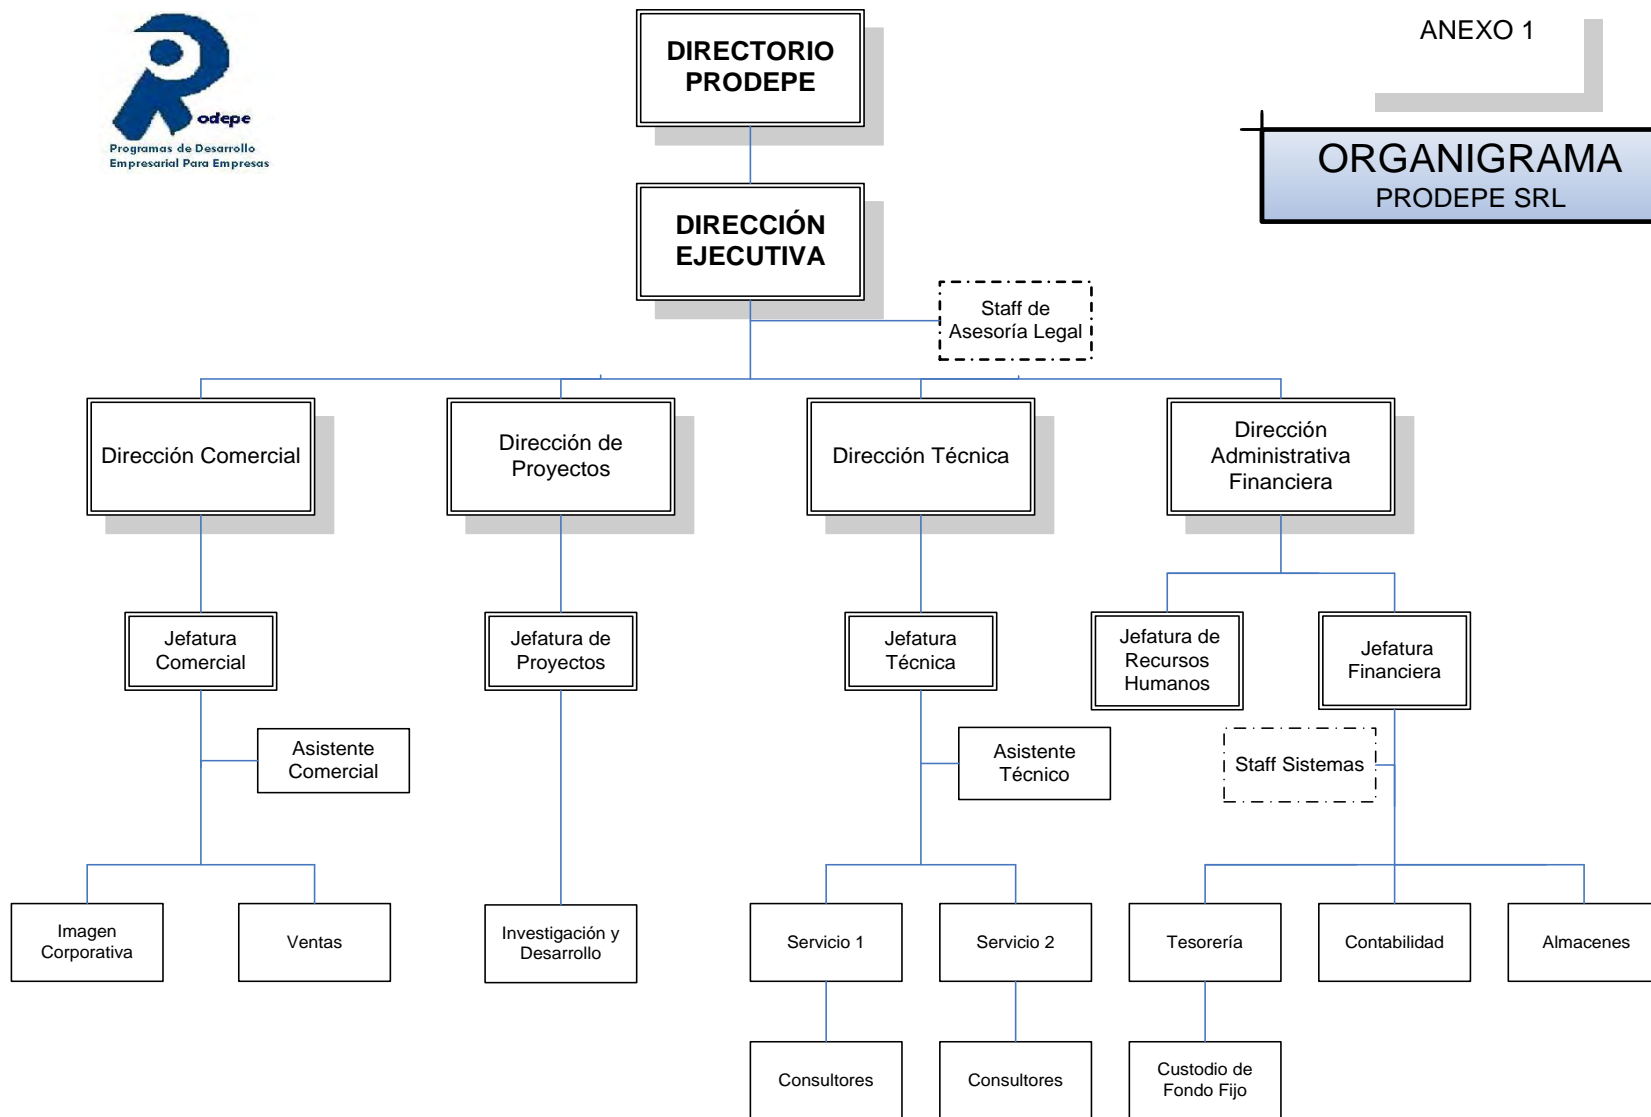 odepe
Programas de Desarrollo
Empresarial Para Empresas
DIRECTORIO
PRODEPE
ANEXO 1
ORGANIGRAMA
PRODEPE SRL
DIRECCIÓN
EJECUTIVA
Staff de
Asesoría Legal
Dirección Comercial
Dirección de
Proyectos
Dirección Técnica
Dirección
Administrativa
Financiera
Jefatura
Comercial
Jefatura de
Proyectos
Jefatura
Técnica
Jefatura de
Recursos
Humanos
Jefatura
Financiera
Asistente
Comercial
Asistente
Técnico
Staff Sistemas
Imagen
Corporativa
Ventas
Investigación y
Desarrollo
Servicio 1
Servicio 2
Tesorería
Contabilidad
Almacenes
Consultores
Consultores
Custodio de
Fondo Fijo